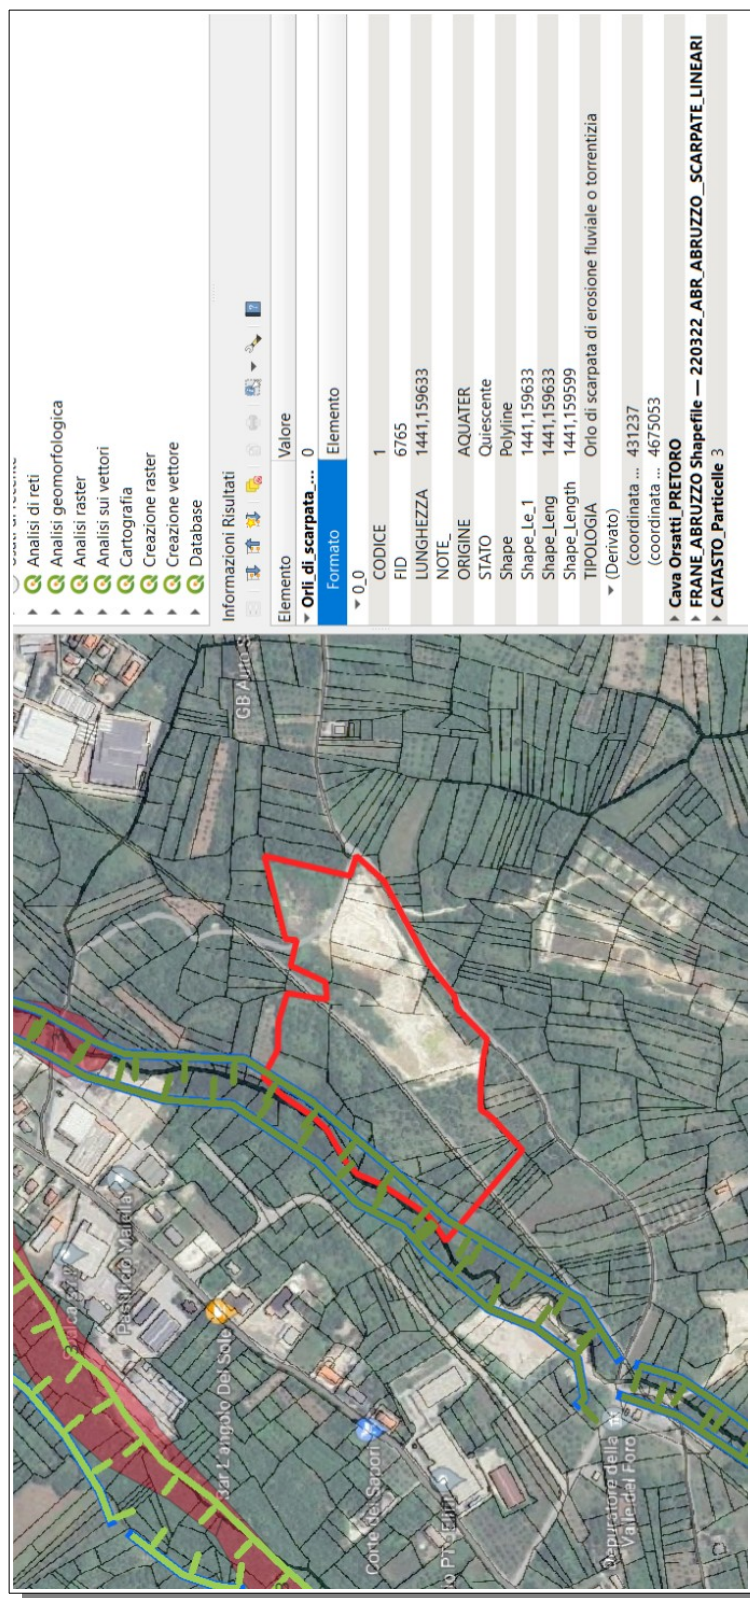 Analisi di reti
Analisi geomorfologica
Analisi raster
Analisi sui vettori
Cartografia
Creazione raster
Creazione vettore
Database
Informazioni Risultati
Elemento Valore
Orli_di_scarpata_... 0
Formato Elemento
0_0
CODICE 1
FID 6765
LUNGHEZZA 1441,159633
NOTE_
ORIGINE AQUATER
STATO Quiescente
Shape Polyline
Shape_Le_1 1441,159633
Shape_Leng 1441,159633
Shape_Length 1441,159599
TIPOLOGIA Orlo di scarpata di erosione fluviale o torrentizia
(Derivato)
(coordinata ... 431237
(coordinata ... 4675053
Cava Orsatti_PRETORO
FRANE_ABRUZZO Shapefile — 220322_ABR_ABRUZZO_SCARPATE_LINEARI
CATASTO_Particelle 3
GB Auto
Pastificio Maiella
Bar L'angolo Del Sole
Corte dei Sapori
Depuratore della
Valle del Foro